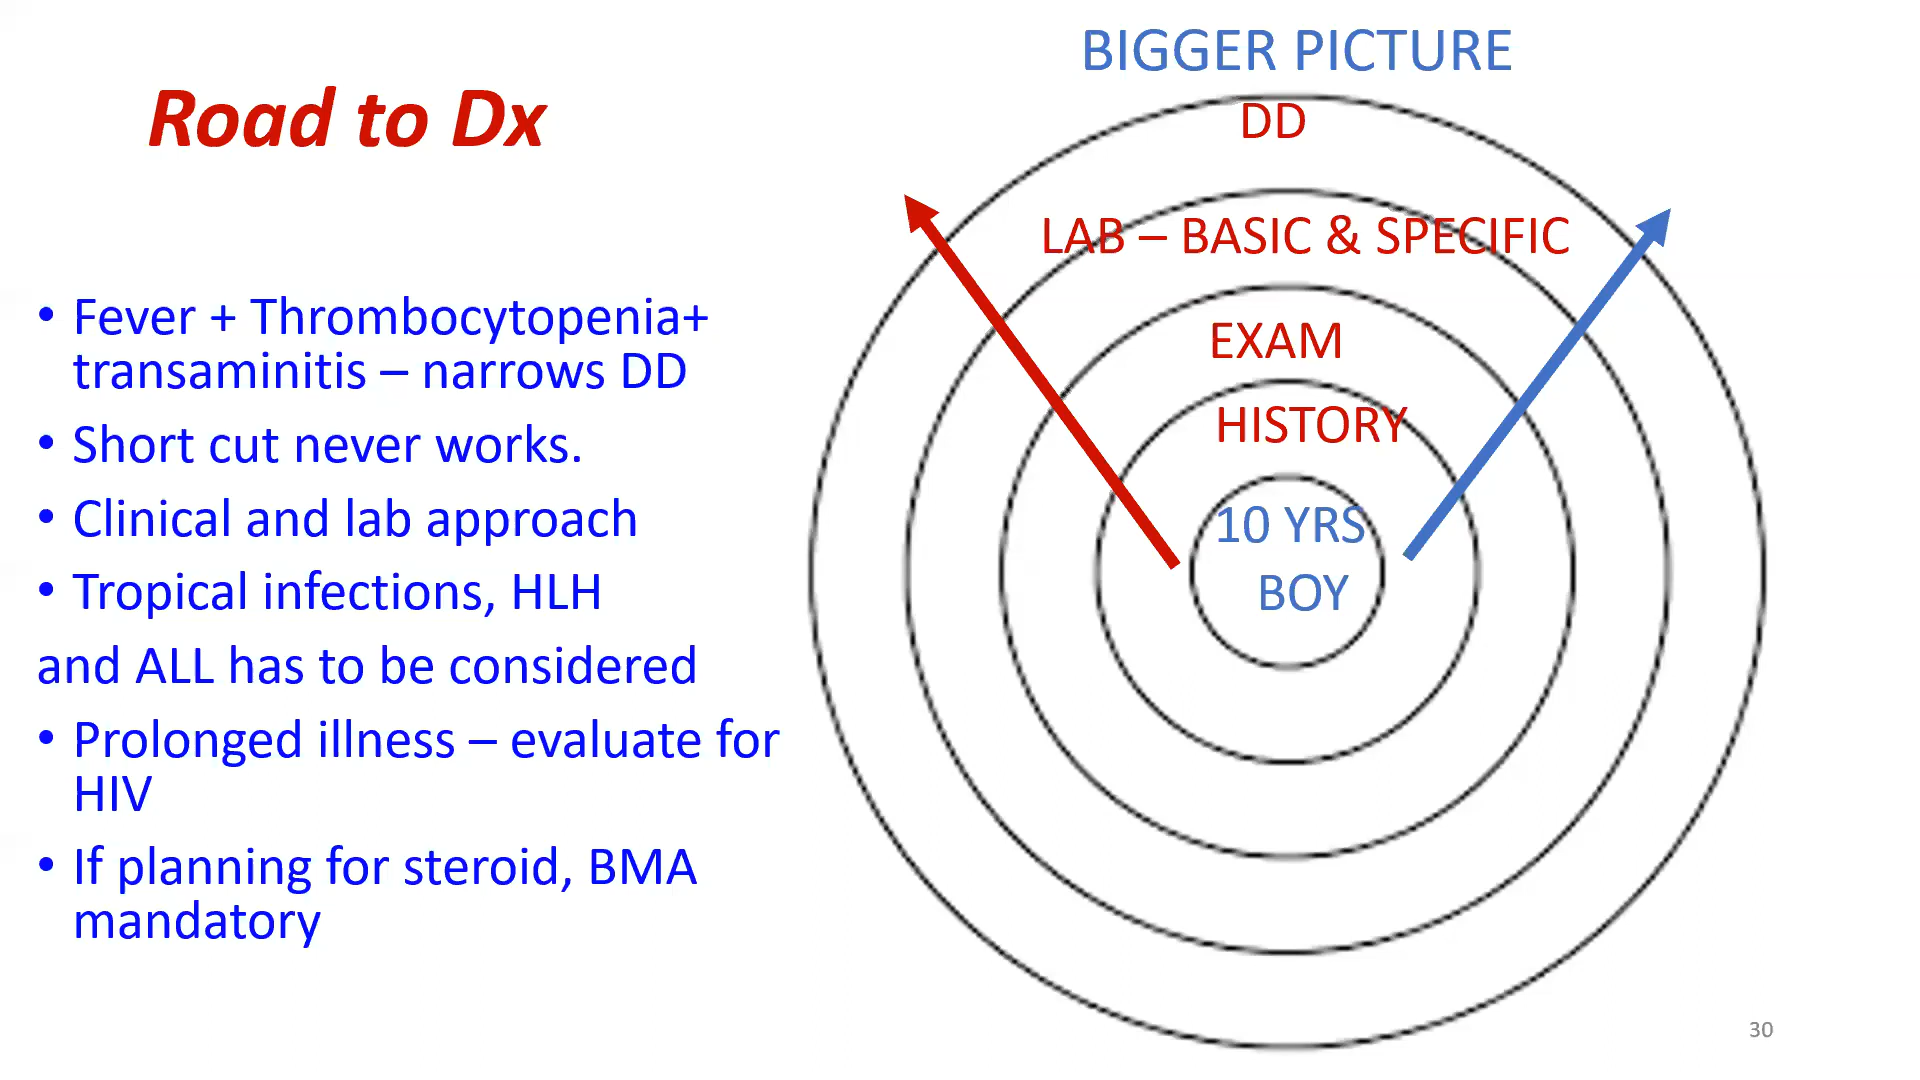 Road to Dx
• Fever + Thrombocytopenia+
transaminitis – narrows DD
• Short cut never works.
• Clinical and lab approach
• Tropical infections, HLH
and ALL has to be considered
• Prolonged illness – evaluate for
HIV
• If planning for steroid, BMA
mandatory
BIGGER PICTURE
DD
LAB – BASIC & SPECIFIC
EXAM
HISTORY
10 YRS
BOY
30